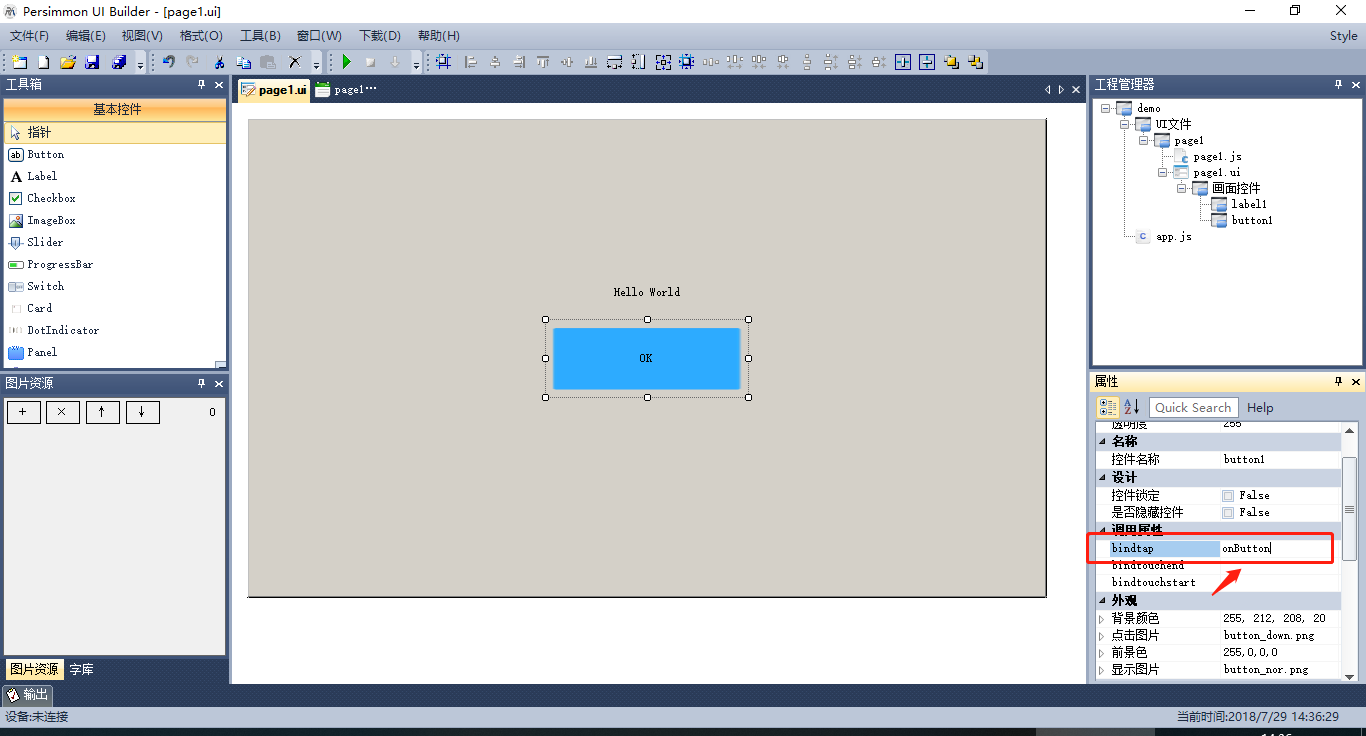 Persimmon UI Builder - [page1.ui]
文件(F) 编辑(E) 视图(V) 格式(O) 工具(B) 窗口(W) 下载(D) 帮助(H) Style
工具箱
基本控件
指针
Button
Label
Checkbox
ImageBox
Slider
ProgressBar
Switch
Card
DotIndicator
Panel
图片资源
0
图片资源 字库
输出
设备:未连接
page1.ui page1···
Hello World
OK
工程管理器
demo
UI文件
page1
page1.js
page1.ui
画面控件
label1
button1
app.js
属性
Quick Search Help
透明度 255
名称
控件名称 button1
设计
控件锁定 False
是否隐藏控件 False
调用属性
bindtap onButton
bindtouchend
bindtouchstart
外观
背景颜色 255, 212, 208, 20
点击图片 button_down.png
前景色 255,0,0,0
显示图片 button_nor.png
当前时间:2018/7/29 14:36:29